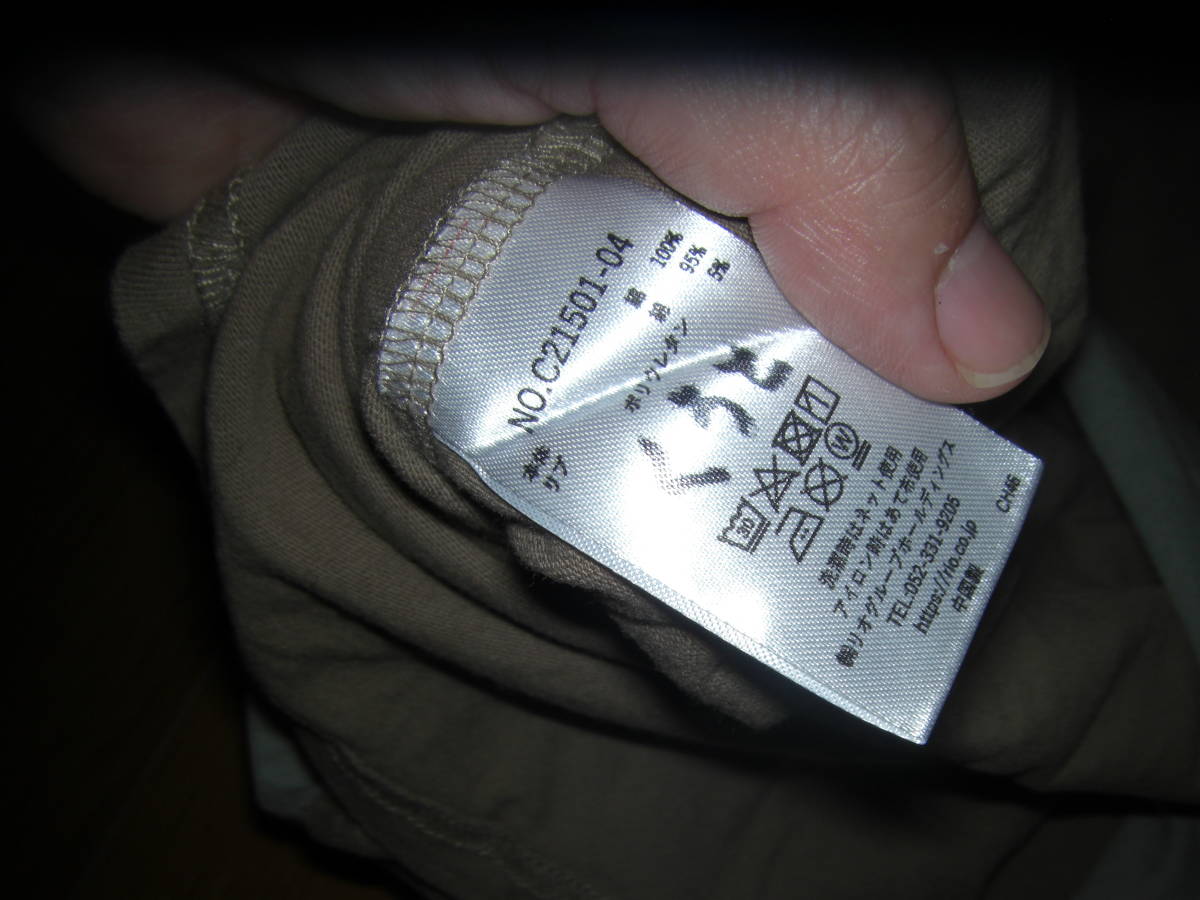 NO.C21501-04
本体 綿 100%
リブ 綿 95%
ポリウレタン 5%
30
W
洗濯時はネット使用
アイロン時はあて布使用
㈱リオグループホールディングス
TEL.052-331-9206
https://rio.co.jp
中国製 CH46